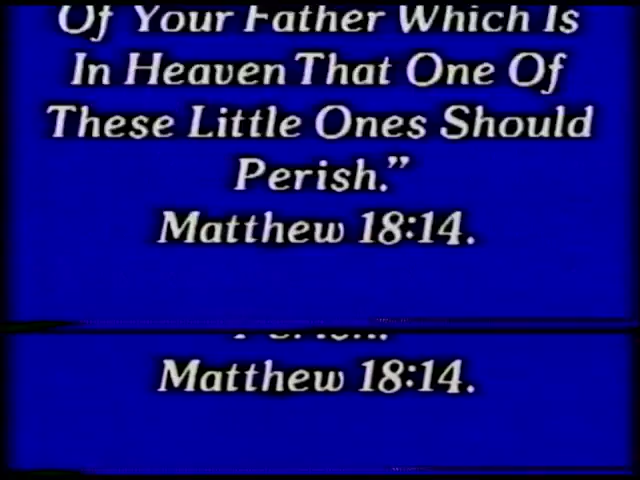 Of Your Father Which Is
In Heaven That One Of
These Little Ones Should
Perish.”
Matthew 18:14.
Perish.
Matthew 18:14.